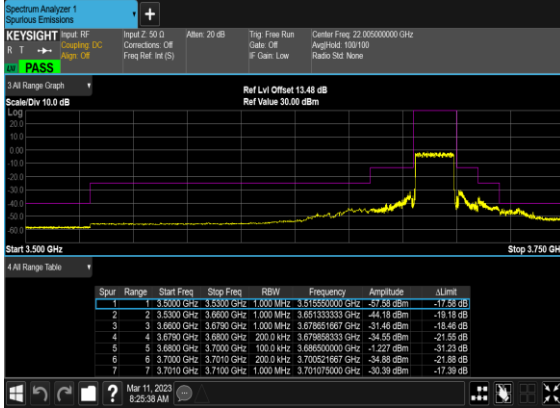 Spectrum Analyzer 1
Spurious Emissions
KEYSIGHT Input: RF Input Z: 50 Ω Atten: 20 dB Trig: Free Run Center Freq: 22.005000000 GHz
R T Coupling: DC Corrections: Off Gate: Off Avg|Hold: 100/100
Align: Off Freq Ref: Int (S) IF Gain: Low Radio Std: None
PASS
3 All Range Graph
Ref Lvl Offset 13.48 dB
Scale/Div 10.0 dB Ref Value 30.00 dBm
Log
20.0
10.0
0.00
-10.0
-20.0
-30.0
-40.0
-50.0
-60.0
Start 3.500 GHz Stop 3.750 GH
4 All Range Table
Spur Range Start Freq Stop Freq RBW Frequency Amplitude ΔLimit
1 1 3.5000 GHz 3.5300 GHz 1.000 MHz 3.515550000 GHz -57.58 dBm -17.58 dB
2 2 3.5300 GHz 3.6600 GHz 1.000 MHz 3.651333333 GHz -44.18 dBm -19.18 dB
3 3 3.6600 GHz 3.6790 GHz 1.000 MHz 3.678651667 GHz -31.46 dBm -18.46 dB
4 4 3.6790 GHz 3.6800 GHz 200.0 kHz 3.679858333 GHz -34.55 dBm -21.55 dB
5 5 3.6800 GHz 3.7000 GHz 100.0 kHz 3.686500000 GHz -1.227 dBm -31.23 dB
6 6 3.7000 GHz 3.7010 GHz 200.0 kHz 3.700521667 GHz -34.88 dBm -21.88 dB
7 7 3.7010 GHz 3.7100 GHz 1.000 MHz 3.701075000 GHz -30.39 dBm -17.39 dB
? Mar 11, 2023
8:25:38 AM